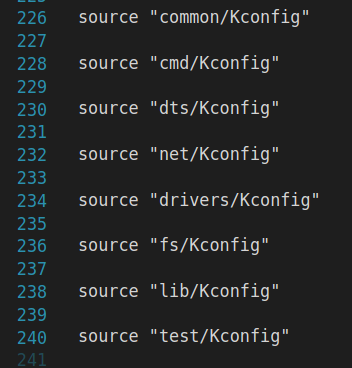 226 source "common/Kconfig"
227
228 source "cmd/Kconfig"
229
230 source "dts/Kconfig"
231
232 source "net/Kconfig"
233
234 source "drivers/Kconfig"
235
236 source "fs/Kconfig"
237
238 source "lib/Kconfig"
239
240 source "test/Kconfig"
241